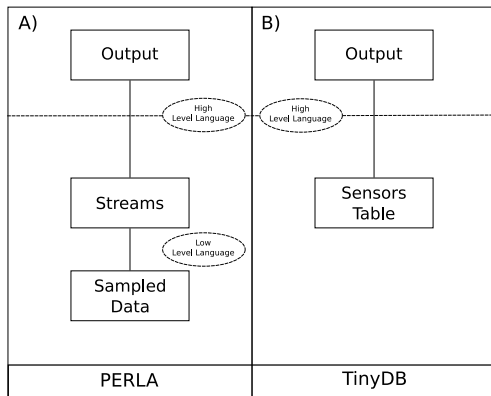 A)
Output
High
Level Language
Streams
Low
Level Language
Sampled
Data
PERLA
B)
Output
High
Level Language
Sensors
Table
TinyDB